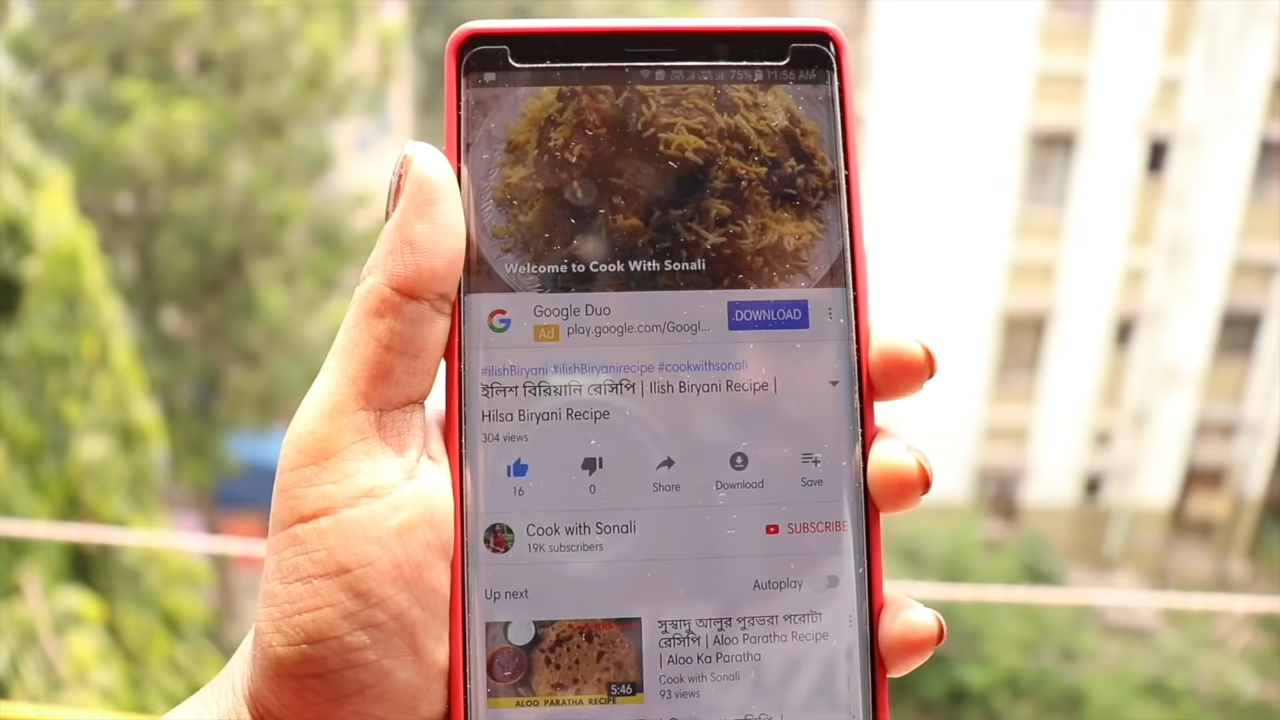 75% 11:56 AM
Welcome to Cook With Sonali
Google Duo
Ad play.google.com/Googl...
DOWNLOAD
#ilishBiryani #ilishBiryanirecipe #cookwithsonali
ইলিশ বিরিয়ানি রেসিপি | Ilish Biryani Recipe |
Hilsa Biryani Recipe
304 views
16 0 Share Download Save
Cook with Sonali
19K subscribers
SUBSCRIBE
Up next Autoplay
সুস্বাদু আলুর পুরভরা পরোটা
রেসিপি | Aloo Paratha Recipe
| Aloo Ka Paratha
Cook with Sonali
93 views
5:46
ALOO PARATHA RECIPE